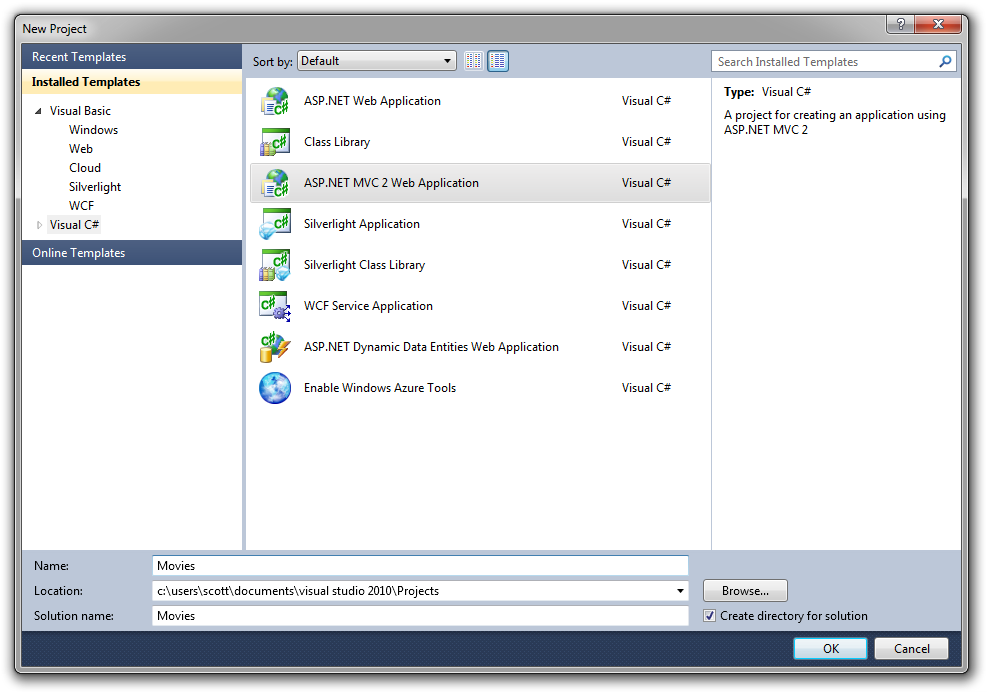 New Project
Recent Templates
Installed Templates
Visual Basic
Windows
Web
Cloud
Silverlight
WCF
Visual C#
Online Templates
Sort by: Default
Search Installed Templates
ASP.NET Web Application Visual C#
Class Library Visual C#
ASP.NET MVC 2 Web Application Visual C#
Silverlight Application Visual C#
Silverlight Class Library Visual C#
WCF Service Application Visual C#
ASP.NET Dynamic Data Entities Web Application Visual C#
Enable Windows Azure Tools Visual C#
Type: Visual C#
A project for creating an application using
ASP.NET MVC 2
Name: Movies
Location: c:\users\scott\documents\visual studio 2010\Projects Browse...
Solution name: Movies Create directory for solution
OK Cancel